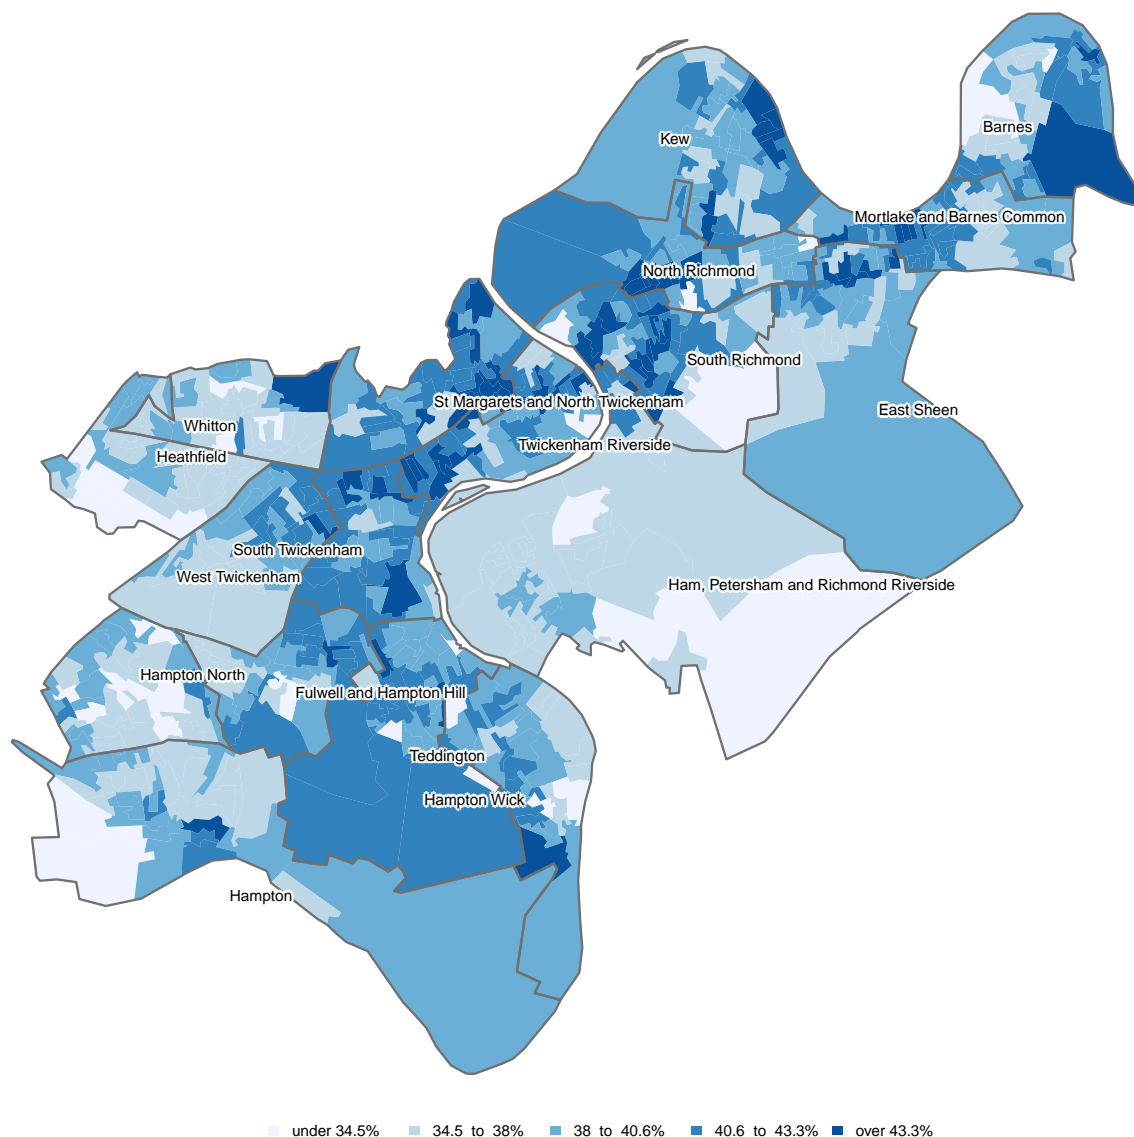 Kew
Barnes
Mortlake and Barnes Common
North Richmond
South Richmond
St Margarets and North Twickenham
East Sheen
Whitton
Twickenham Riverside
Heathfield
South Twickenham
West Twickenham
Ham, Petersham and Richmond Riverside
Hampton North
Fulwell and Hampton Hill
Teddington
Hampton Wick
Hampton
under 34.5% 34.5 to 38% 38 to 40.6% 40.6 to 43.3% over 43.3%